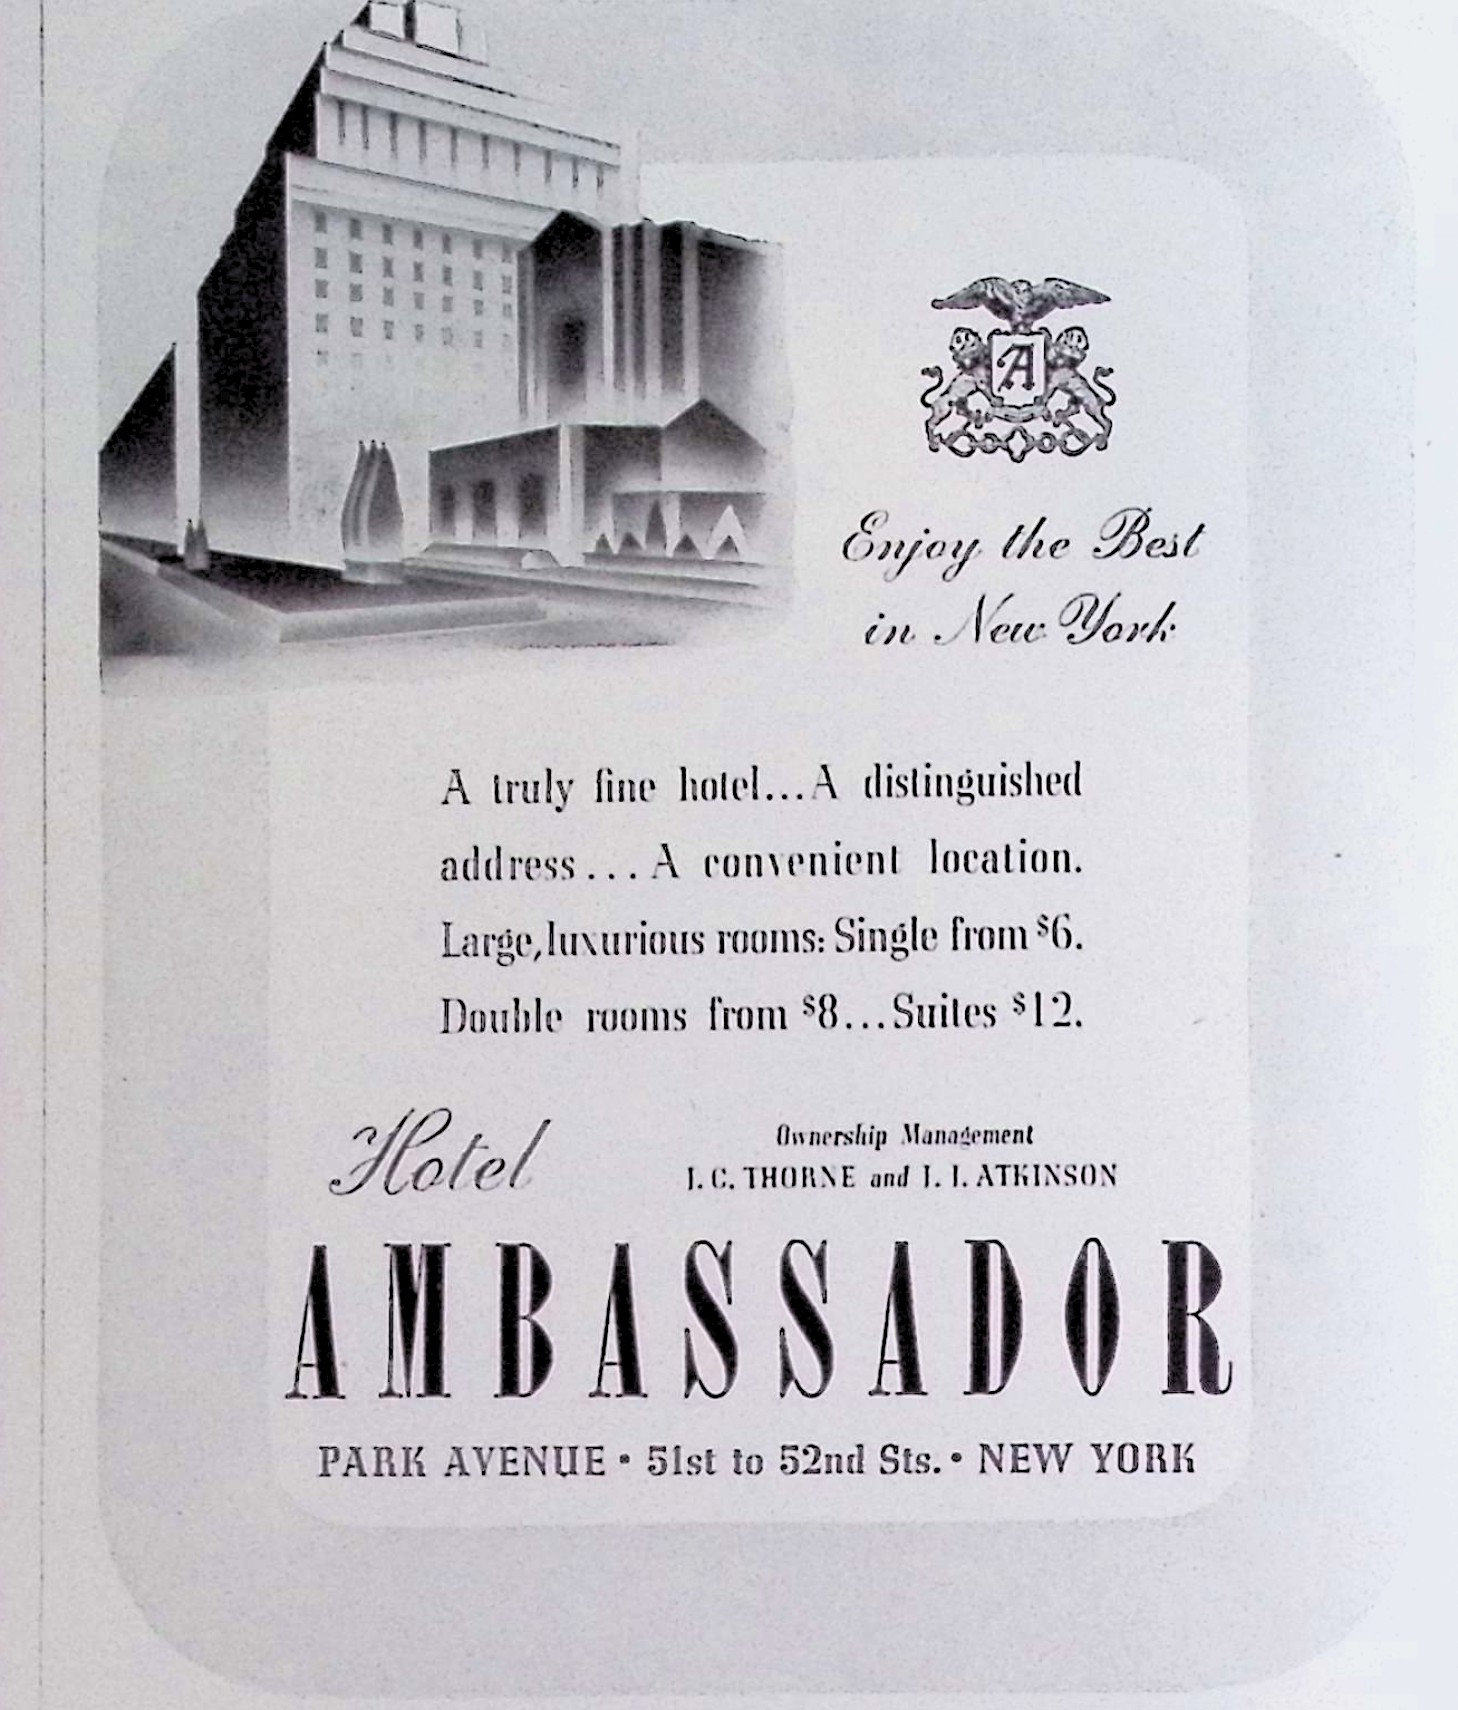 A
Enjoy the Best
in New York
A truly fine hotel...A distinguished
address...A convenient location.
Large, luxurious rooms: Single from $6.
Double rooms from $8...Suites $12.
Hotel
Ownership Management
J. C. THORNE and J. J. ATKINSON
AMBASSADOR
PARK AVENUE • 51st to 52nd Sts. • NEW YORK